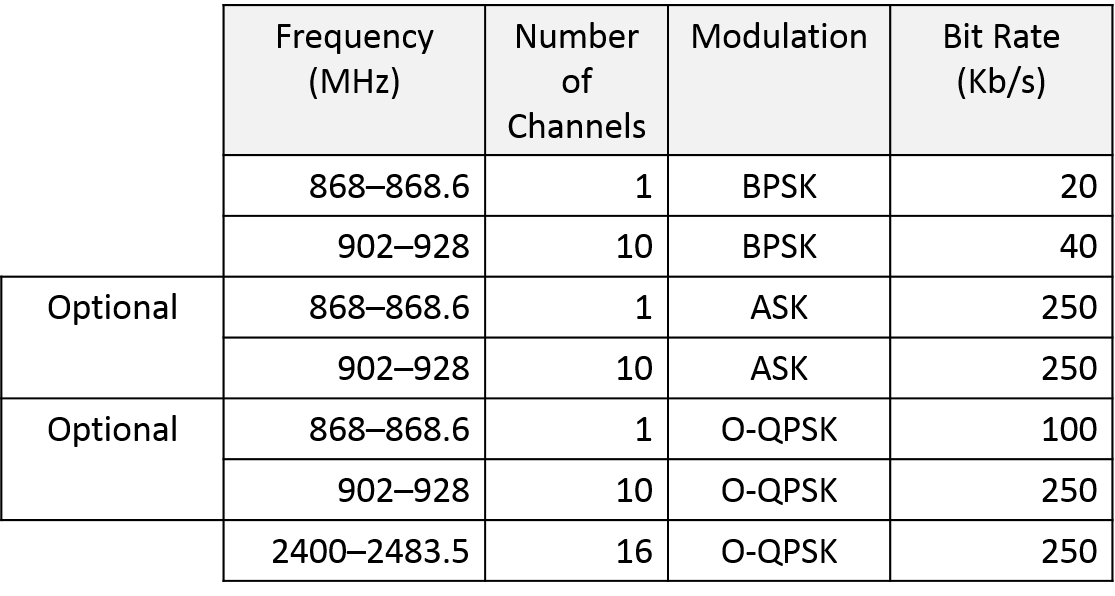 Frequency (MHz) Number of Channels Modulation Bit Rate (Kb/s)
868–868.6 1 BPSK 20
902–928 10 BPSK 40
Optional 868–868.6 1 ASK 250
902–928 10 ASK 250
Optional 868–868.6 1 O-QPSK 100
902–928 10 O-QPSK 250
2400–2483.5 16 O-QPSK 250